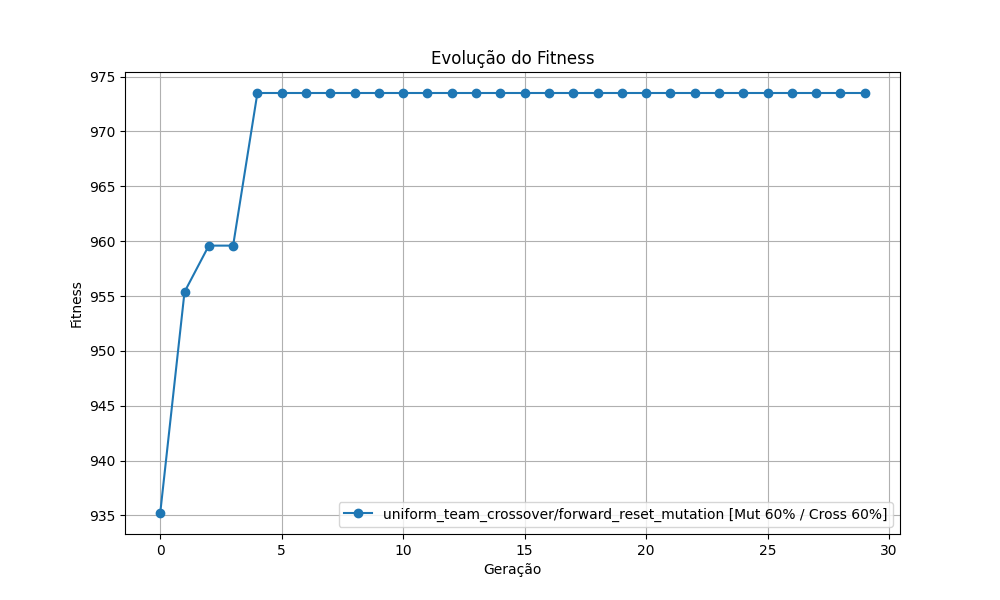 Evolução do Fitness
975
970
965
960
955
950
945
940
935
Fitness
0 5 10 15 20 25 30
Geração
uniform_team_crossover/forward_reset_mutation [Mut 60% / Cross 60%]